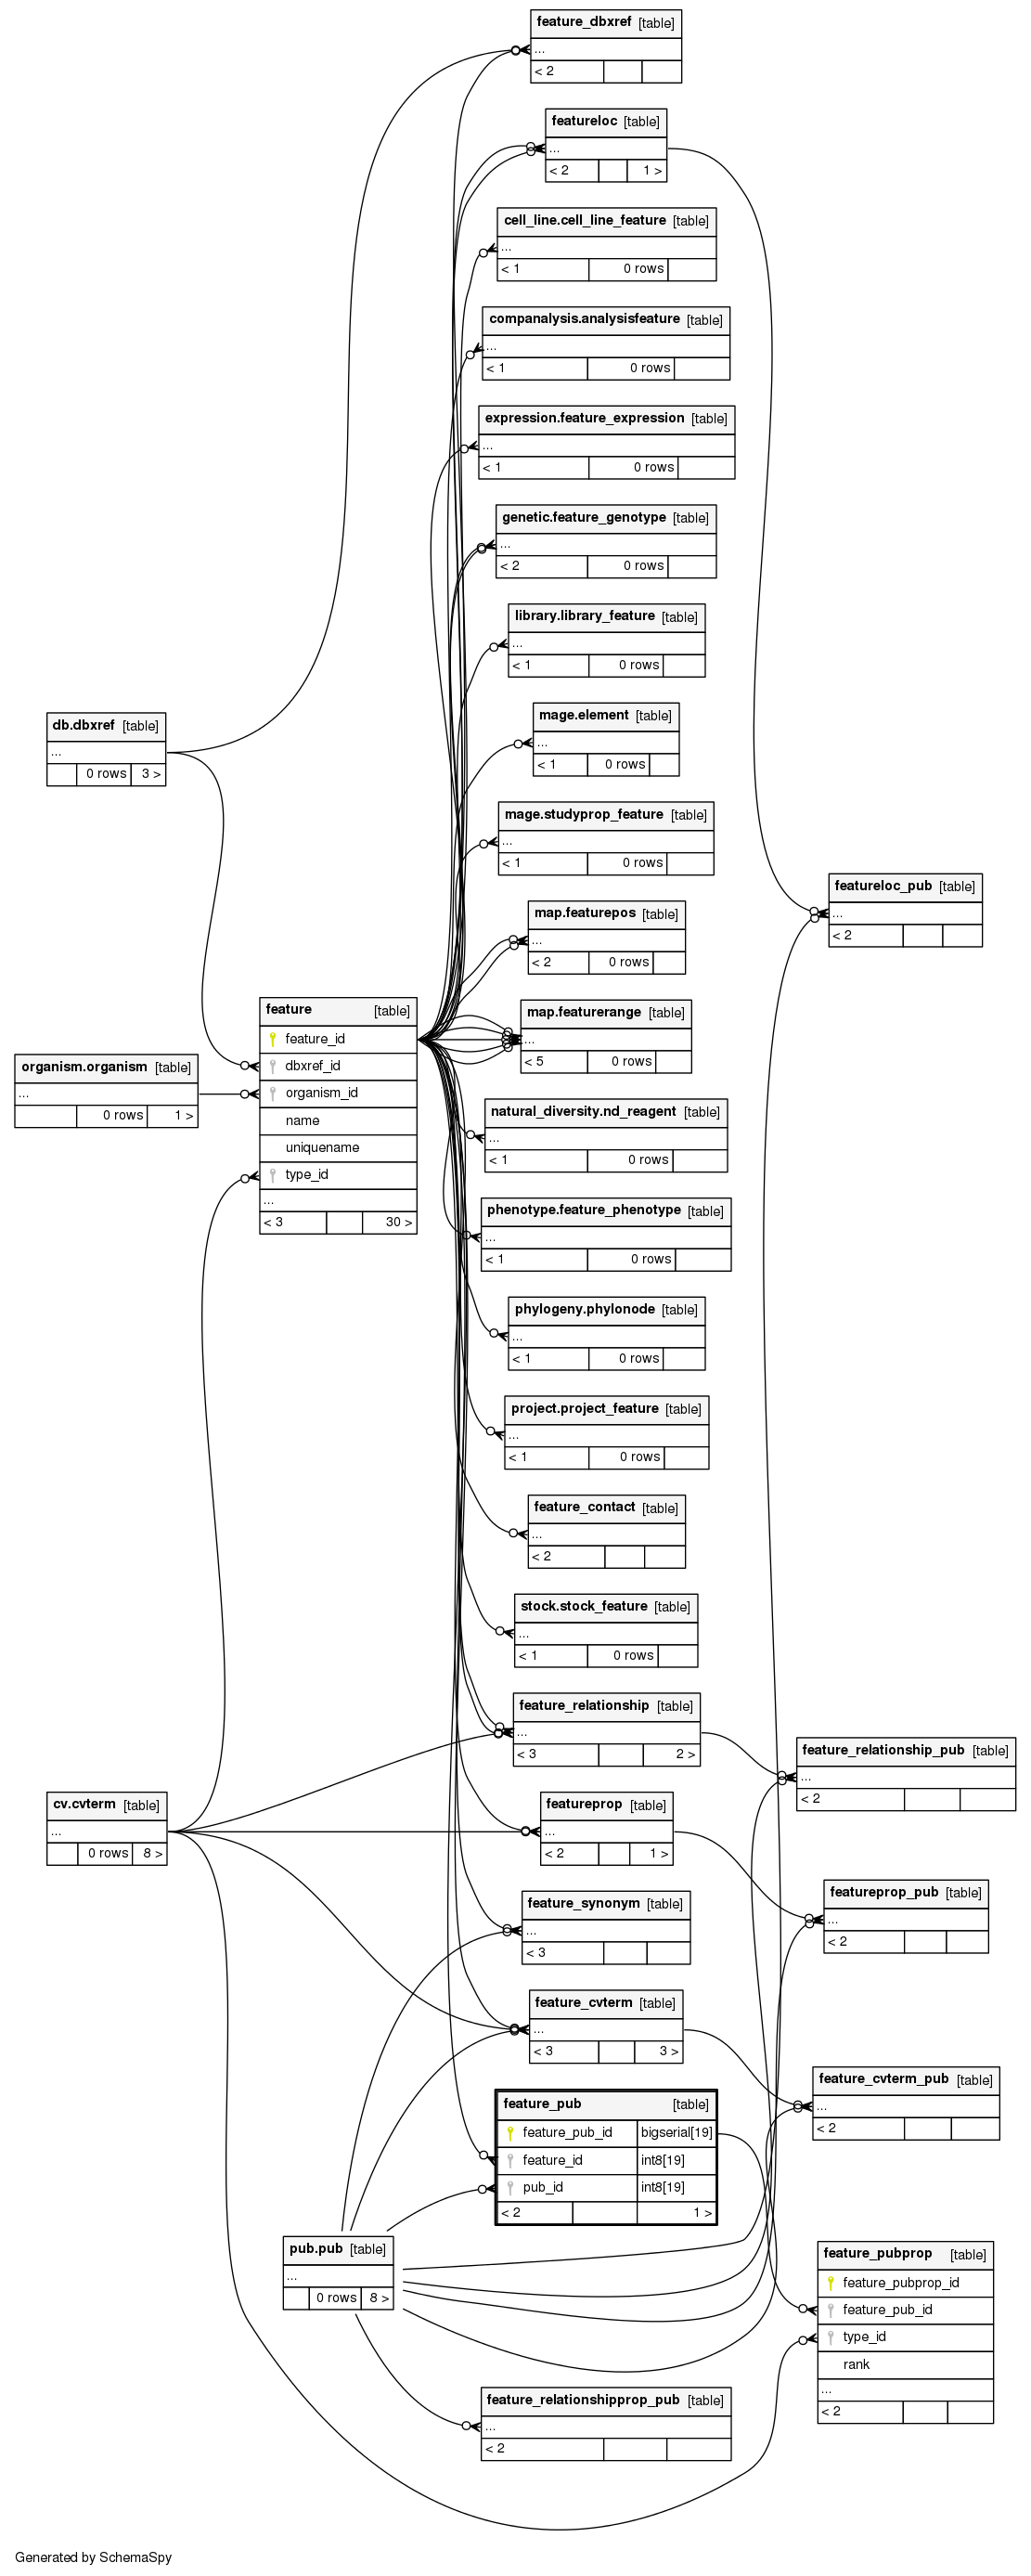 feature_dbxref [table]
...
< 2
featureloc [table]
...
< 2 1 >
cell_line.cell_line_feature [table]
...
< 1 0 rows
companalysis.analysisfeature [table]
...
< 1 0 rows
expression.feature_expression [table]
...
< 1 0 rows
genetic.feature_genotype [table]
...
< 2 0 rows
library.library_feature [table]
...
< 1 0 rows
db.dbxref [table]
...
0 rows 3 >
mage.element [table]
...
< 1 0 rows
mage.studyprop_feature [table]
...
< 1 0 rows
featureloc_pub [table]
...
< 2
map.featurepos [table]
...
< 2 0 rows
feature [table]
feature_id
dbxref_id
organism_id
name
uniquename
type_id
...
< 3 30 >
map.featurerange [table]
...
< 5 0 rows
organism.organism [table]
...
0 rows 1 >
natural_diversity.nd_reagent [table]
...
< 1 0 rows
phenotype.feature_phenotype [table]
...
< 1 0 rows
phylogeny.phylonode [table]
...
< 1 0 rows
project.project_feature [table]
...
< 1 0 rows
feature_contact [table]
...
< 2
stock.stock_feature [table]
...
< 1 0 rows
feature_relationship [table]
...
< 3 2 >
feature_relationship_pub [table]
...
< 2
cv.cvterm [table]
...
0 rows 8 >
featureprop [table]
...
< 2 1 >
featureprop_pub [table]
...
< 2
feature_synonym [table]
...
< 3
feature_cvterm [table]
...
< 3 3 >
feature_cvterm_pub [table]
...
< 2
feature_pub [table]
feature_pub_id bigserial[19]
feature_id int8[19]
pub_id int8[19]
< 2 1 >
pub.pub [table]
...
0 rows 8 >
feature_pubprop [table]
feature_pubprop_id
feature_pub_id
type_id
rank
...
< 2
feature_relationshipprop_pub [table]
...
< 2
Generated by SchemaSpy